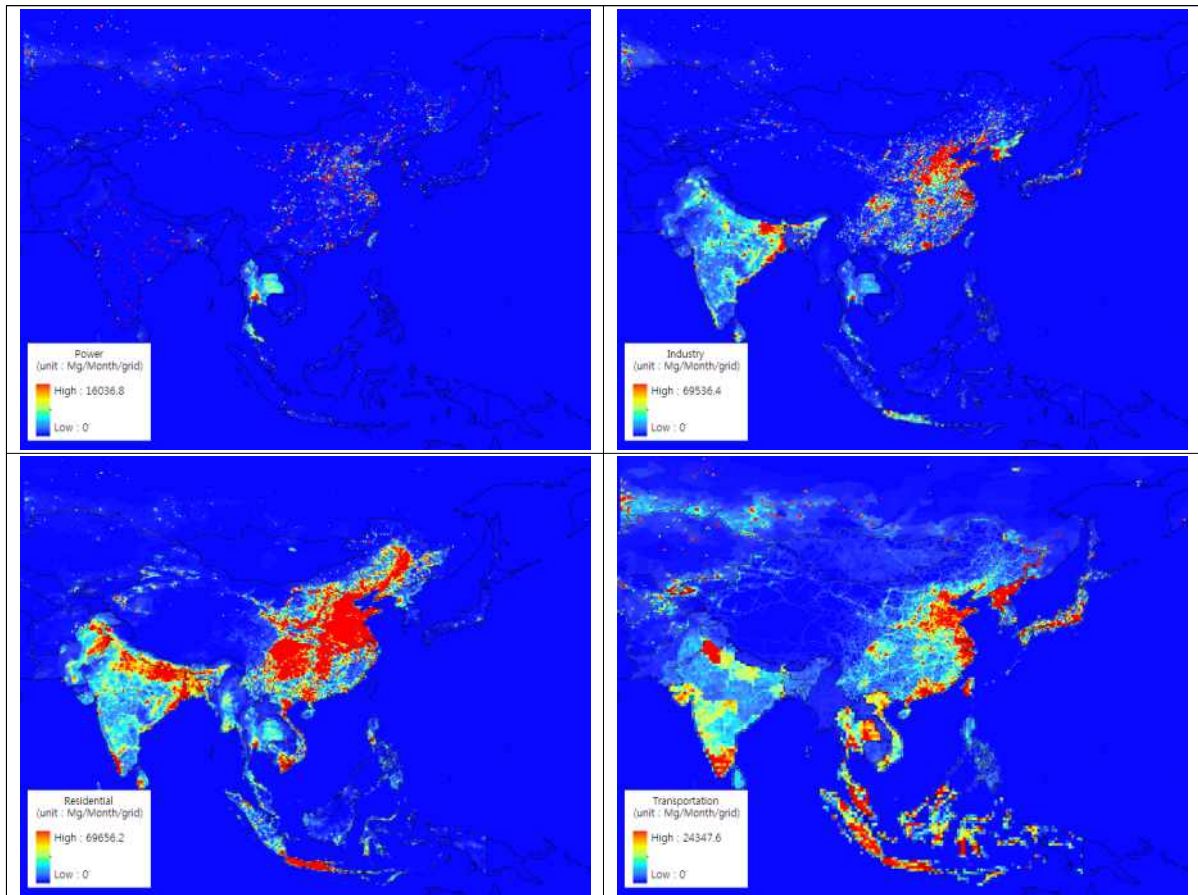 Power
(unit : Mg/Month/grid)
High : 16036.8
Low : 0
Industry
(unit : Mg/Month/grid)
High : 69536.4
Low : 0
Residential
(unit : Mg/Month/grid)
High : 69656.2
Low : 0
Transportation
(unit : Mg/Month/grid)
High : 24347.6
Low : 0